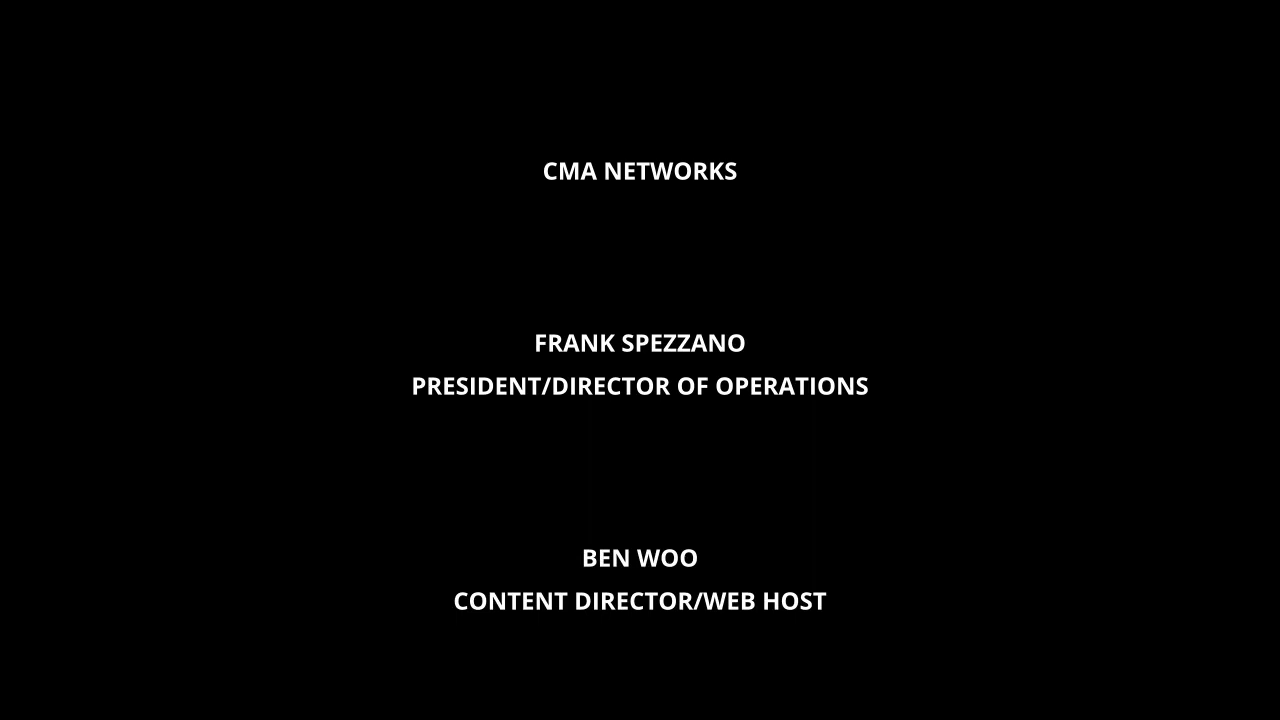 CMA NETWORKS
FRANK SPEZZANO
PRESIDENT/DIRECTOR OF OPERATIONS
BEN WOO
CONTENT DIRECTOR/WEB HOST